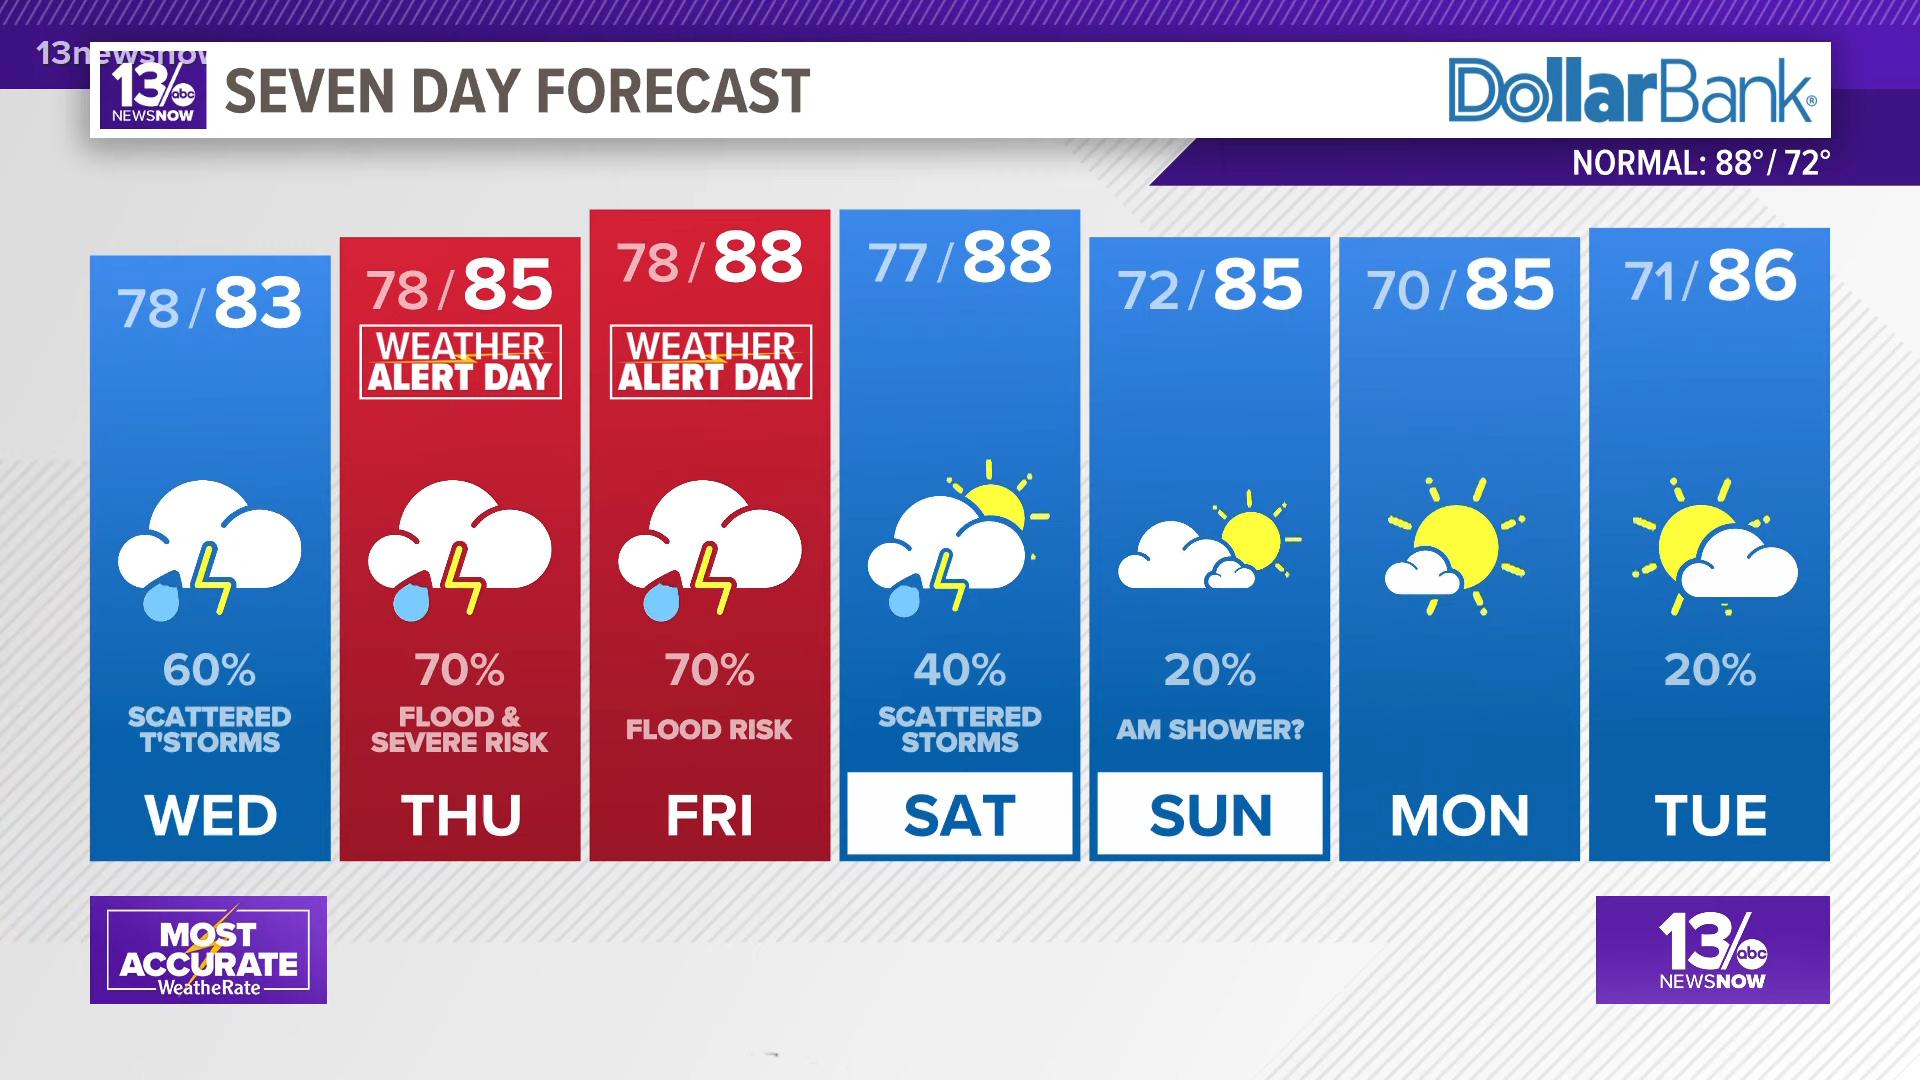 13newsnow
13 abc
NEWSNOW
SEVEN DAY FORECAST
DollarBank®
NORMAL: 88°/ 72°
78 / 83
60%
SCATTERED
T'STORMS
WED
78 / 85
WEATHER
ALERT DAY
70%
FLOOD &
SEVERE RISK
THU
78 / 88
WEATHER
ALERT DAY
70%
FLOOD RISK
FRI
77 / 88
40%
SCATTERED
STORMS
SAT
72 / 85
20%
AM SHOWER?
SUN
70 / 85
MON
71 / 86
20%
TUE
MOST
ACCURATE
WeatheRate
13 abc
NEWSNOW